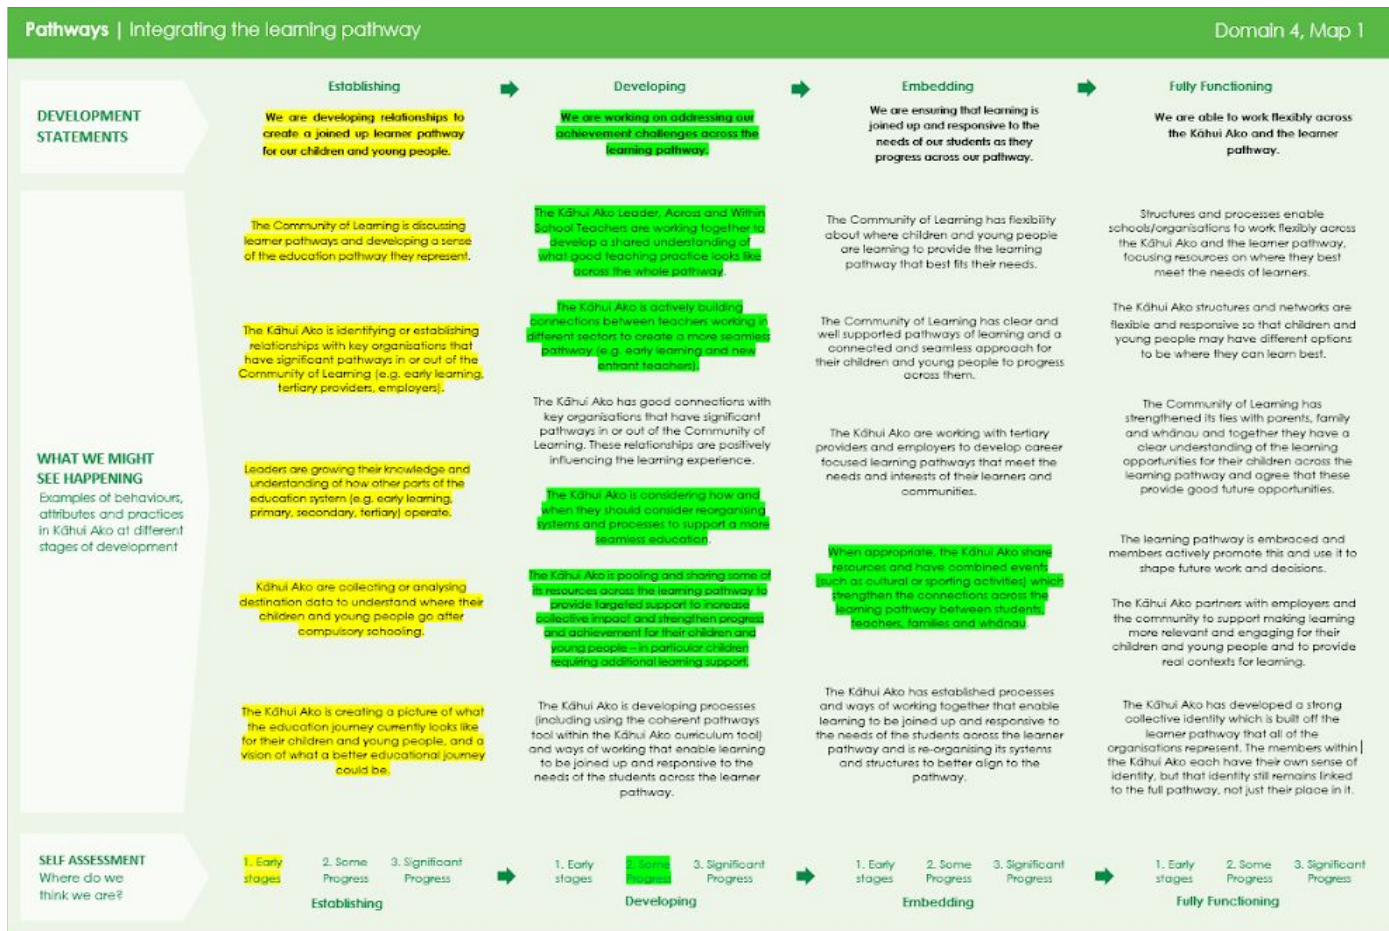 Pathways | Integrating the learning pathway
Domain 4, Map 1
DEVELOPMENT
STATEMENTS
Establishing
We are developing relationships to
create a joined up learner pathway
for our children and young people.
Developing
We are working on addressing our
achievement challenges across the
learning pathway.
Embedding
We are ensuring that learning is
joined up and responsive to the
needs of our students as they
progress across our pathway.
Fully Functioning
We are able to work flexibly across
the Kāhui Ako and the learner
pathway.
WHAT WE MIGHT
SEE HAPPENING
Examples of behaviours,
attributes and practices
in Kāhui Ako at different
stages of development
The Community of Learning is discussing
learner pathways and developing a sense
of the education pathway they represent.
The Kāhui Ako is identifying or establishing
relationships with key organisations that
have significant pathways in or out of the
Community of Learning (e.g. early learning,
tertiary providers, employers).
Leaders are growing their knowledge and
understanding of how other parts of the
education system (e.g. early learning,
primary, secondary, tertiary) operate.
Kāhui Ako are collecting or analysing
destination data to understand where their
children and young people go after
compulsory schooling.
The Kāhui Ako is creating a picture of what
the education journey currently looks like
for their children and young people, and a
vision of what a better educational journey
could be.
The Kāhui Ako Leader, Across and Within
School Teachers are working together to
develop a shared understanding of
what good teaching practice looks like
across the whole pathway.
The Kāhui Ako is actively building
connections between teachers working in
different sectors to create a more seamless
pathway (e.g. early learning and new
entrant teachers).
The Kāhui Ako has good connections with
key organisations that have significant
pathways in or out of the Community of
Learning. These relationships are positively
influencing the learning experience.
The Kāhui Ako is considering how and
when they should consider reorganising
systems and processes to support a more
seamless education.
The Kāhui Ako is pooling and sharing some of
its resources across the learning pathway to
provide targeted support to increase
collective impact and strengthen progress
and achievement for their children and
young people – in particular children
requiring additional learning support.
The Kāhui Ako is developing processes
(including using the coherent pathways
tool within the Kāhui Ako curriculum tool)
and ways of working that enable learning
to be joined up and responsive to the
needs of the students across the learner
pathway.
The Community of Learning has flexibility
about where children and young people
are learning to provide the learning
pathway that best fits their needs.
The Community of Learning has clear and
well supported pathways of learning and a
connected and seamless approach for
their children and young people to progress
across them.
The Kāhui Ako are working with tertiary
providers and employers to develop career
focused learning pathways that meet the
needs and interests of their learners and
communities.
When appropriate, the Kāhui Ako share
resources and have combined events
(such as cultural or sporting activities) which
strengthen the connections across the
learning pathway between students,
teachers, families and whānau.
The Kāhui Ako has established processes
and ways of working together that enable
learning to be joined up and responsive to
the needs of the students across the learner
pathway and is re-organising its systems
and structures to better align to the
pathway.
Structures and processes enable
schools/organisations to work flexibly across
the Kāhui Ako and the learner pathway,
focusing resources on where they best
meet the needs of learners.
The Kāhui Ako structures and networks are
flexible and responsive so that children and
young people may have different options
to be where they can learn best.
The Community of Learning has
strengthened its ties with parents, family
and whānau and together they have a
clear understanding of the learning
opportunities for their children across the
learning pathway and agree that these
provide good future opportunities.
The learning pathway is embraced and
members actively promote this and use it to
shape future work and decisions.
The Kāhui Ako partners with employers and
the community to support making learning
more relevant and engaging for their
children and young people and to provide
real contexts for learning.
The Kāhui Ako has developed a strong
collective identity which is built off the
learner pathway that all of the
organisations represent. The members within
the Kāhui Ako each have their own sense of
identity, but that identity still remains linked
to the full pathway, not just their place in it.
SELF ASSESSMENT
Where do we
think we are?
1. Early stages
2. Some Progress
3. Significant Progress
Establishing
1. Early stages
2. Some Progress
3. Significant Progress
Developing
1. Early stages
2. Some Progress
3. Significant Progress
Embedding
1. Early stages
2. Some Progress
3. Significant Progress
Fully Functioning